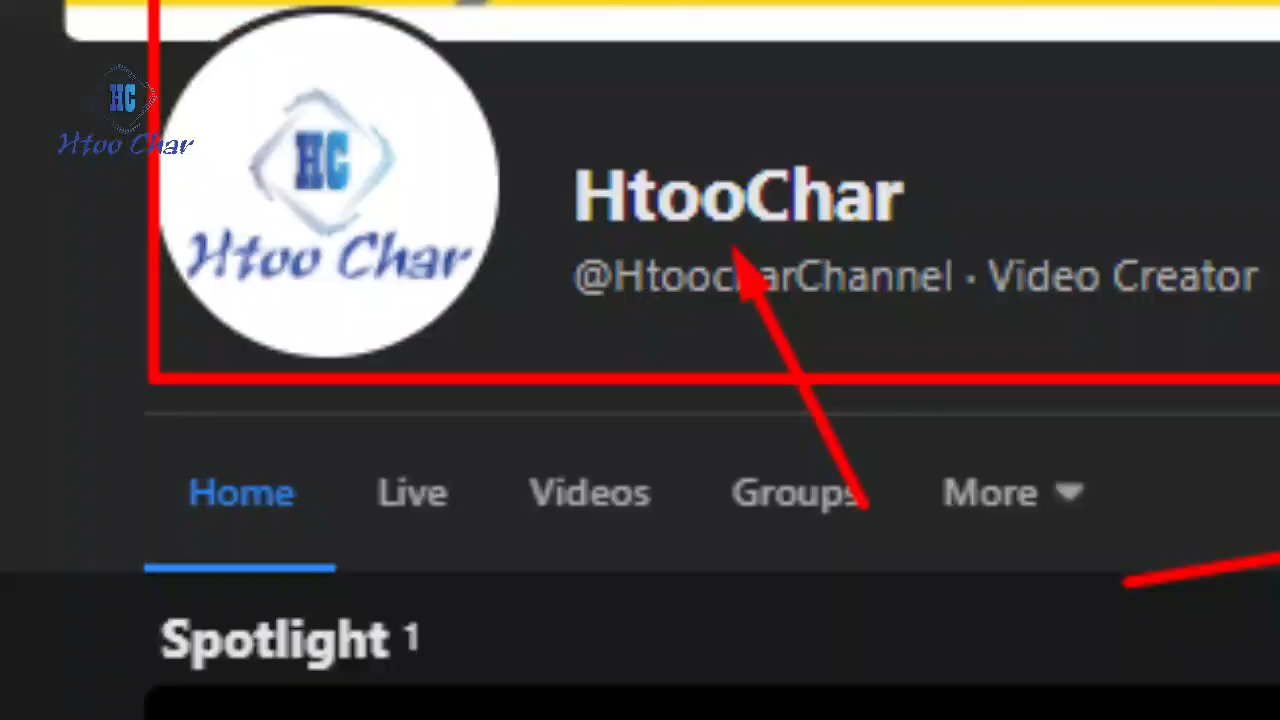 HC
Htoo Char
HC
Htoo Char
HtooChar
@HtoocharChannel · Video Creator
Home Live Videos Groups More
Spotlight 1